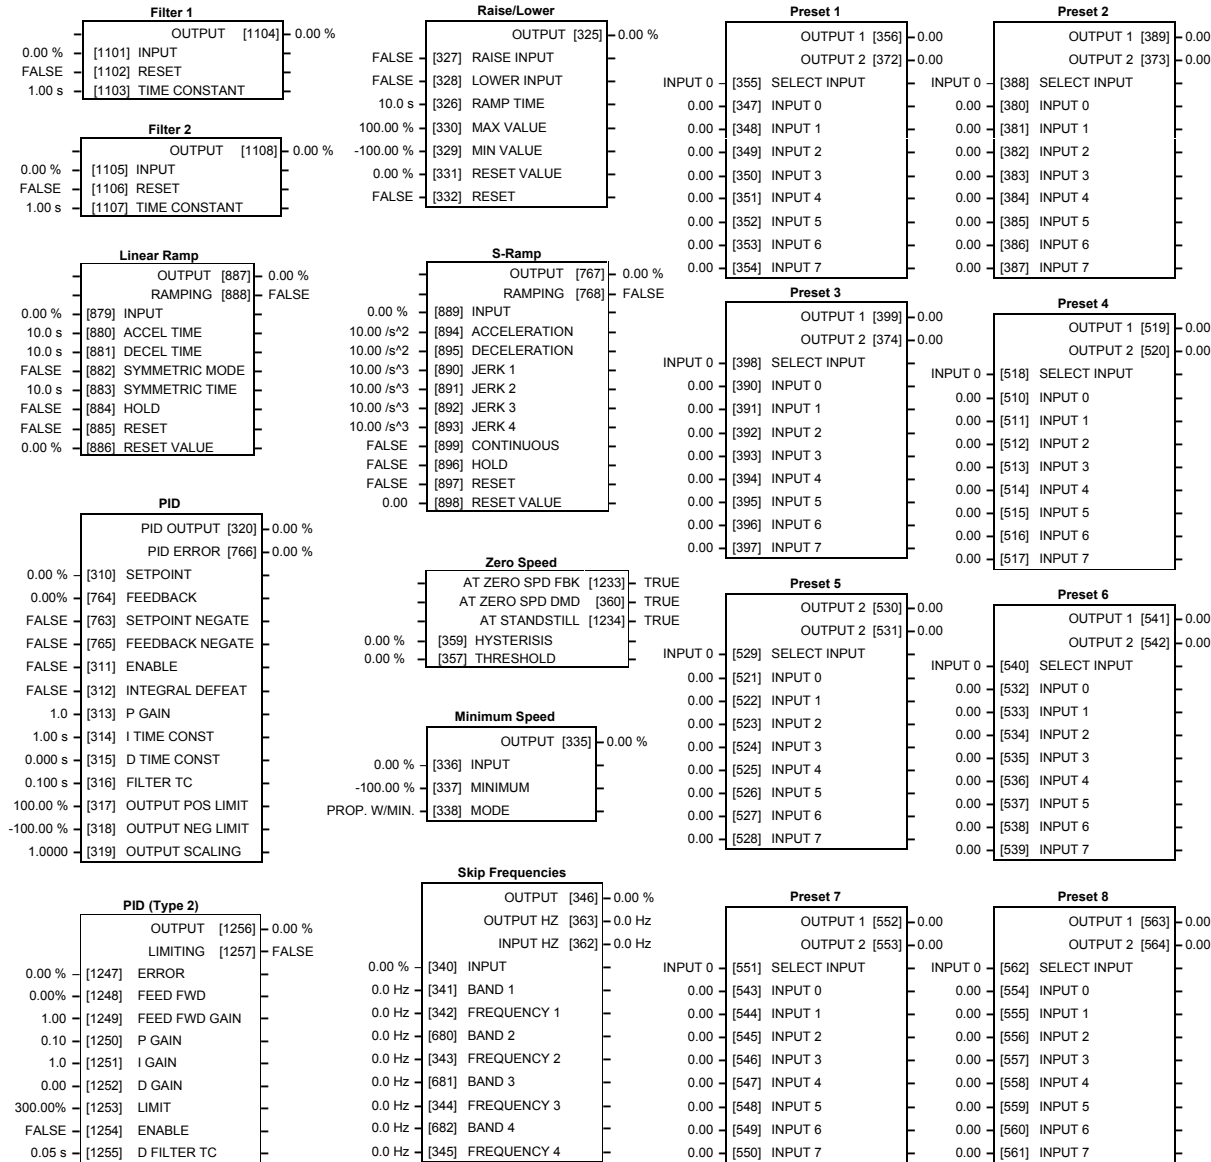 Filter 1
OUTPUT [1104] 0.00 %
0.00 % [1101] INPUT
FALSE [1102] RESET
1.00 s [1103] TIME CONSTANT
Filter 2
OUTPUT [1108] 0.00 %
0.00 % [1105] INPUT
FALSE [1106] RESET
1.00 s [1107] TIME CONSTANT
Linear Ramp
OUTPUT [887] 0.00 %
RAMPING [888] FALSE
0.00 % [879] INPUT
10.0 s [880] ACCEL TIME
10.0 s [881] DECEL TIME
FALSE [882] SYMMETRIC MODE
10.0 s [883] SYMMETRIC TIME
FALSE [884] HOLD
FALSE [885] RESET
0.00 % [886] RESET VALUE
PID
PID OUTPUT [320] 0.00 %
PID ERROR [766] 0.00 %
0.00 % [310] SETPOINT
0.00% [764] FEEDBACK
FALSE [763] SETPOINT NEGATE
FALSE [765] FEEDBACK NEGATE
FALSE [311] ENABLE
FALSE [312] INTEGRAL DEFEAT
1.0 [313] P GAIN
1.00 s [314] I TIME CONST
0.000 s [315] D TIME CONST
0.100 s [316] FILTER TC
100.00 % [317] OUTPUT POS LIMIT
-100.00 % [318] OUTPUT NEG LIMIT
1.0000 [319] OUTPUT SCALING
PID (Type 2)
OUTPUT [1256] 0.00 %
LIMITING [1257] FALSE
0.00 % [1247] ERROR
0.00% [1248] FEED FWD
1.00 [1249] FEED FWD GAIN
0.10 [1250] P GAIN
1.0 [1251] I GAIN
0.00 [1252] D GAIN
300.00% [1253] LIMIT
FALSE [1254] ENABLE
0.05 s [1255] D FILTER TC
Raise/Lower
OUTPUT [325] 0.00 %
FALSE [327] RAISE INPUT
FALSE [328] LOWER INPUT
10.0 s [326] RAMP TIME
100.00 % [330] MAX VALUE
-100.00 % [329] MIN VALUE
0.00 % [331] RESET VALUE
FALSE [332] RESET
S-Ramp
OUTPUT [767] 0.00 %
RAMPING [768] FALSE
0.00 % [889] INPUT
10.00 /s^2 [894] ACCELERATION
10.00 /s^2 [895] DECELERATION
10.00 /s^3 [890] JERK 1
10.00 /s^3 [891] JERK 2
10.00 /s^3 [892] JERK 3
10.00 /s^3 [893] JERK 4
FALSE [899] CONTINUOUS
FALSE [896] HOLD
FALSE [897] RESET
0.00 [898] RESET VALUE
Zero Speed
AT ZERO SPD FBK [1233] TRUE
AT ZERO SPD DMD [360] TRUE
AT STANDSTILL [1234] TRUE
0.00 % [359] HYSTERISIS
0.00 % [357] THRESHOLD
Minimum Speed
OUTPUT [335] 0.00 %
0.00 % [336] INPUT
-100.00 % [337] MINIMUM
PROP. W/MIN. [338] MODE
Skip Frequencies
OUTPUT [346] 0.00 %
OUTPUT HZ [363] 0.0 Hz
INPUT HZ [362] 0.0 Hz
0.00 % [340] INPUT
0.0 Hz [341] BAND 1
0.0 Hz [342] FREQUENCY 1
0.0 Hz [680] BAND 2
0.0 Hz [343] FREQUENCY 2
0.0 Hz [681] BAND 3
0.0 Hz [344] FREQUENCY 3
0.0 Hz [682] BAND 4
0.0 Hz [345] FREQUENCY 4
Preset 1
OUTPUT 1 [356] 0.00
OUTPUT 2 [372] 0.00
INPUT 0 [355] SELECT INPUT
0.00 [347] INPUT 0
0.00 [348] INPUT 1
0.00 [349] INPUT 2
0.00 [350] INPUT 3
0.00 [351] INPUT 4
0.00 [352] INPUT 5
0.00 [353] INPUT 6
0.00 [354] INPUT 7
Preset 3
OUTPUT 1 [399] 0.00
OUTPUT 2 [374] 0.00
INPUT 0 [398] SELECT INPUT
0.00 [390] INPUT 0
0.00 [391] INPUT 1
0.00 [392] INPUT 2
0.00 [393] INPUT 3
0.00 [394] INPUT 4
0.00 [395] INPUT 5
0.00 [396] INPUT 6
0.00 [397] INPUT 7
Preset 5
OUTPUT 2 [530] 0.00
OUTPUT 2 [531] 0.00
INPUT 0 [529] SELECT INPUT
0.00 [521] INPUT 0
0.00 [522] INPUT 1
0.00 [523] INPUT 2
0.00 [524] INPUT 3
0.00 [525] INPUT 4
0.00 [526] INPUT 5
0.00 [527] INPUT 6
0.00 [528] INPUT 7
Preset 7
OUTPUT 1 [552] 0.00
OUTPUT 2 [553] 0.00
INPUT 0 [551] SELECT INPUT
0.00 [543] INPUT 0
0.00 [544] INPUT 1
0.00 [545] INPUT 2
0.00 [546] INPUT 3
0.00 [547] INPUT 4
0.00 [548] INPUT 5
0.00 [549] INPUT 6
0.00 [550] INPUT 7
Preset 2
OUTPUT 1 [389] 0.00
OUTPUT 2 [373] 0.00
INPUT 0 [388] SELECT INPUT
0.00 [380] INPUT 0
0.00 [381] INPUT 1
0.00 [382] INPUT 2
0.00 [383] INPUT 3
0.00 [384] INPUT 4
0.00 [385] INPUT 5
0.00 [386] INPUT 6
0.00 [387] INPUT 7
Preset 4
OUTPUT 1 [519] 0.00
OUTPUT 2 [520] 0.00
INPUT 0 [518] SELECT INPUT
0.00 [510] INPUT 0
0.00 [511] INPUT 1
0.00 [512] INPUT 2
0.00 [513] INPUT 3
0.00 [514] INPUT 4
0.00 [515] INPUT 5
0.00 [516] INPUT 6
0.00 [517] INPUT 7
Preset 6
OUTPUT 1 [541] 0.00
OUTPUT 2 [542] 0.00
INPUT 0 [540] SELECT INPUT
0.00 [532] INPUT 0
0.00 [533] INPUT 1
0.00 [534] INPUT 2
0.00 [535] INPUT 3
0.00 [536] INPUT 4
0.00 [537] INPUT 5
0.00 [538] INPUT 6
0.00 [539] INPUT 7
Preset 8
OUTPUT 1 [563] 0.00
OUTPUT 2 [564] 0.00
INPUT 0 [562] SELECT INPUT
0.00 [554] INPUT 0
0.00 [555] INPUT 1
0.00 [556] INPUT 2
0.00 [557] INPUT 3
0.00 [558] INPUT 4
0.00 [559] INPUT 5
0.00 [560] INPUT 6
0.00 [561] INPUT 7